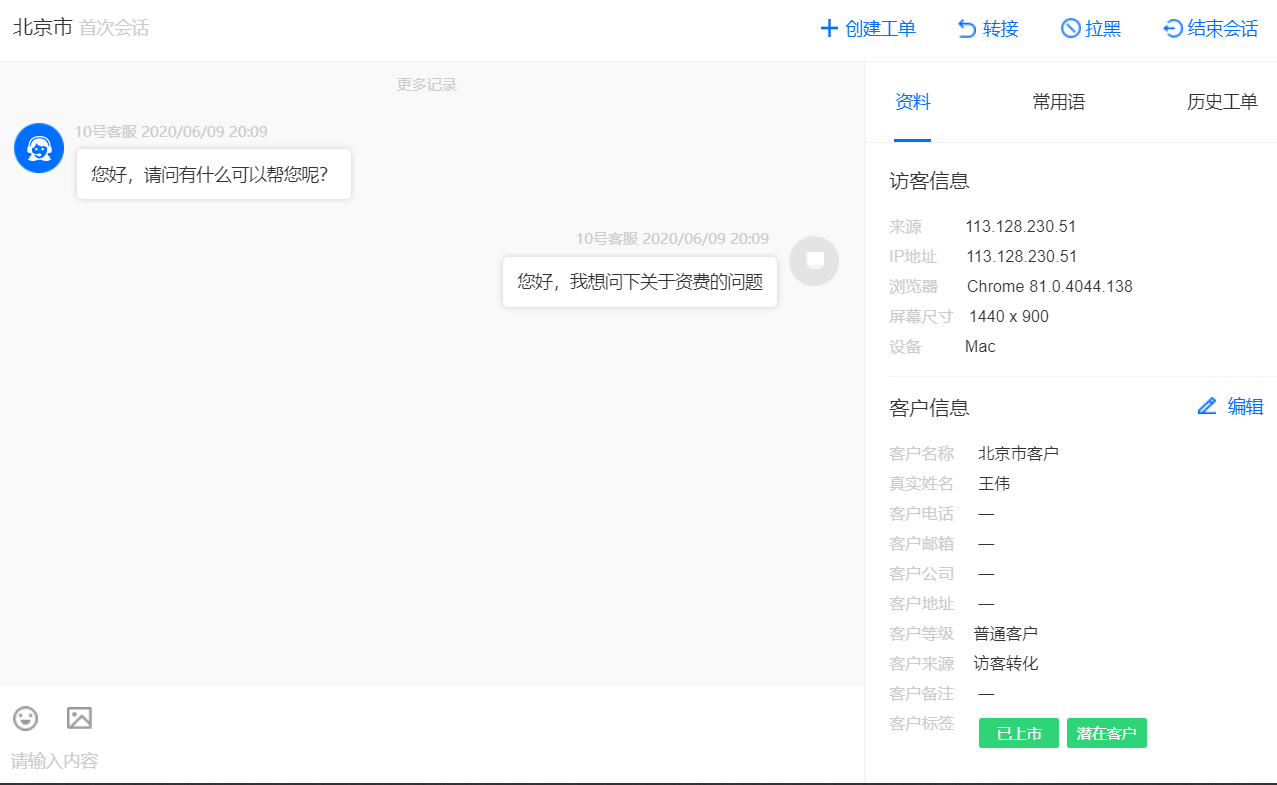 北京市 首次会话
创建工单 转接 拉黑 结束会话
更多记录
10号客服 2020/06/09 20:09
您好，请问有什么可以帮您呢？
10号客服 2020/06/09 20:09
您好，我想问下关于资费的问题
请输入内容
资料 常用语 历史工单
访客信息
来源 113.128.230.51
IP地址 113.128.230.51
浏览器 Chrome 81.0.4044.138
屏幕尺寸 1440 x 900
设备 Mac
客户信息 编辑
客户名称 北京市客户
真实姓名 王伟
客户电话 —
客户邮箱 —
客户公司 —
客户地址 —
客户等级 普通客户
客户来源 访客转化
客户备注 —
客户标签 已上市 潜在客户